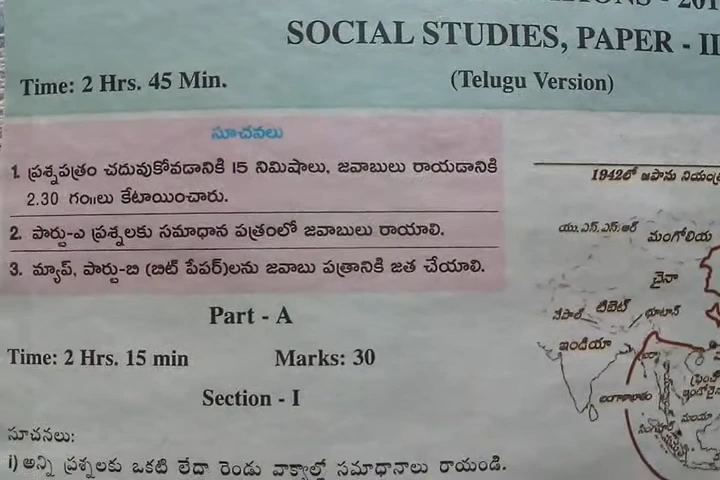 SOCIAL STUDIES, PAPER - II
Time: 2 Hrs. 45 Min.
(Telugu Version)
సూచనలు
1. ప్రశ్నపత్రం చదువుకోవడానికి 15 నిమిషాలు, జవాబులు రాయడానికి
2.30 గం॥లు కేటాయించారు.
2. పార్టు-ఎ ప్రశ్నలకు సమాధాన పత్రంలో జవాబులు రాయాలి.
3. మ్యాప్, పార్టు-బి (బిట్ పేపర్)లను జవాబు పత్రానికి జత చేయాలి.
Part - A
Time: 2 Hrs. 15 min
Marks: 30
Section - I
సూచనలు:
i) అన్ని ప్రశ్నలకు ఒకటి లేదా రెండు వాక్యాల్లో సమాధానాలు రాయండి.
1942లో జపాను
యు.ఎస్.ఎస్.ఆర్
మంగోలియ
చైనా
నేపాల్
టిబెట్
భూటాన్
ఇండియా
బర్మా
బంగాళాఖాతం
మలయా